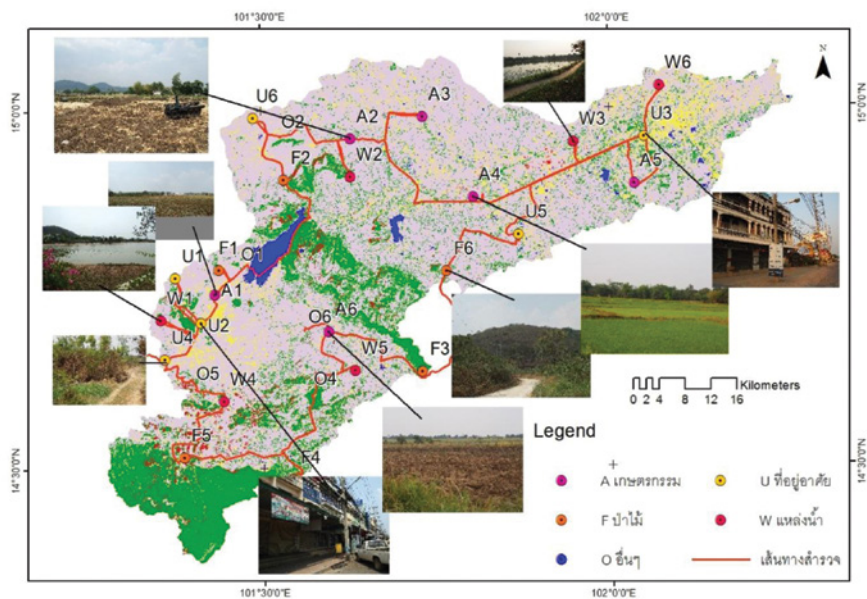 101°30'0"E
102°0'0"E
N
15°0'0"N
15°0'0"N
U6
O2
A2
A3
W3
W6
U3
F2
W2
A4
A5
U5
U1
F1
O1
F6
W1
A1
U4
U2
O6
A6
W5
F3
O5
W4
O4
F5
F4
Kilometers
0 2 4 8 12 16
14°30'0"N
14°30'0"N
Legend
A เกษตรกรรม
U ที่อยู่อาศัย
F ป่าไม้
W แหล่งน้ำ
O อื่นๆ
เส้นทางสำรวจ
101°30'0"E
102°0'0"E